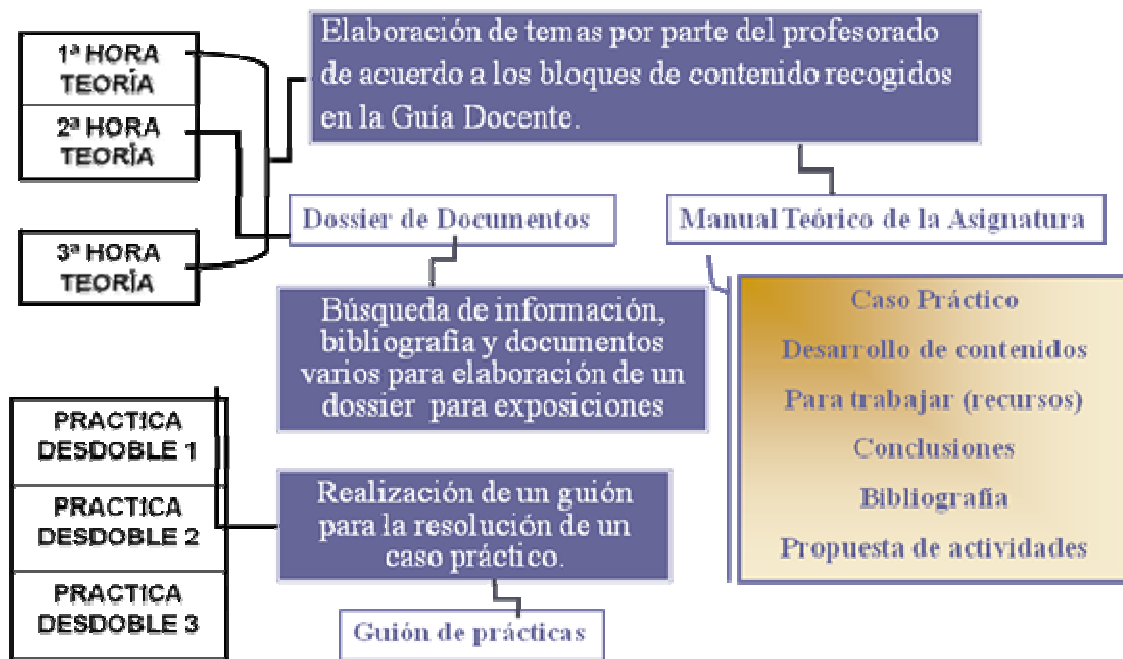 1ª HORA
TEORÍA
2ª HORA
TEORÍA
3ª HORA
TEORÍA
Elaboración de temas por parte del profesorado
de acuerdo a los bloques de contenido recogidos
en la Guía Docente.
Dossier de Documentos
Manual Teórico de la Asignatura
Búsqueda de información,
bibliografía y documentos
varios para elaboración de un
dossier para exposiciones
Caso Práctico
Desarrollo de contenidos
Para trabajar (recursos)
Conclusiones
Bibliografía
Propuesta de actividades
PRACTICA
DESDOBLE 1
PRACTICA
DESDOBLE 2
PRACTICA
DESDOBLE 3
Realización de un guión
para la resolución de un
caso práctico.
Guión de prácticas